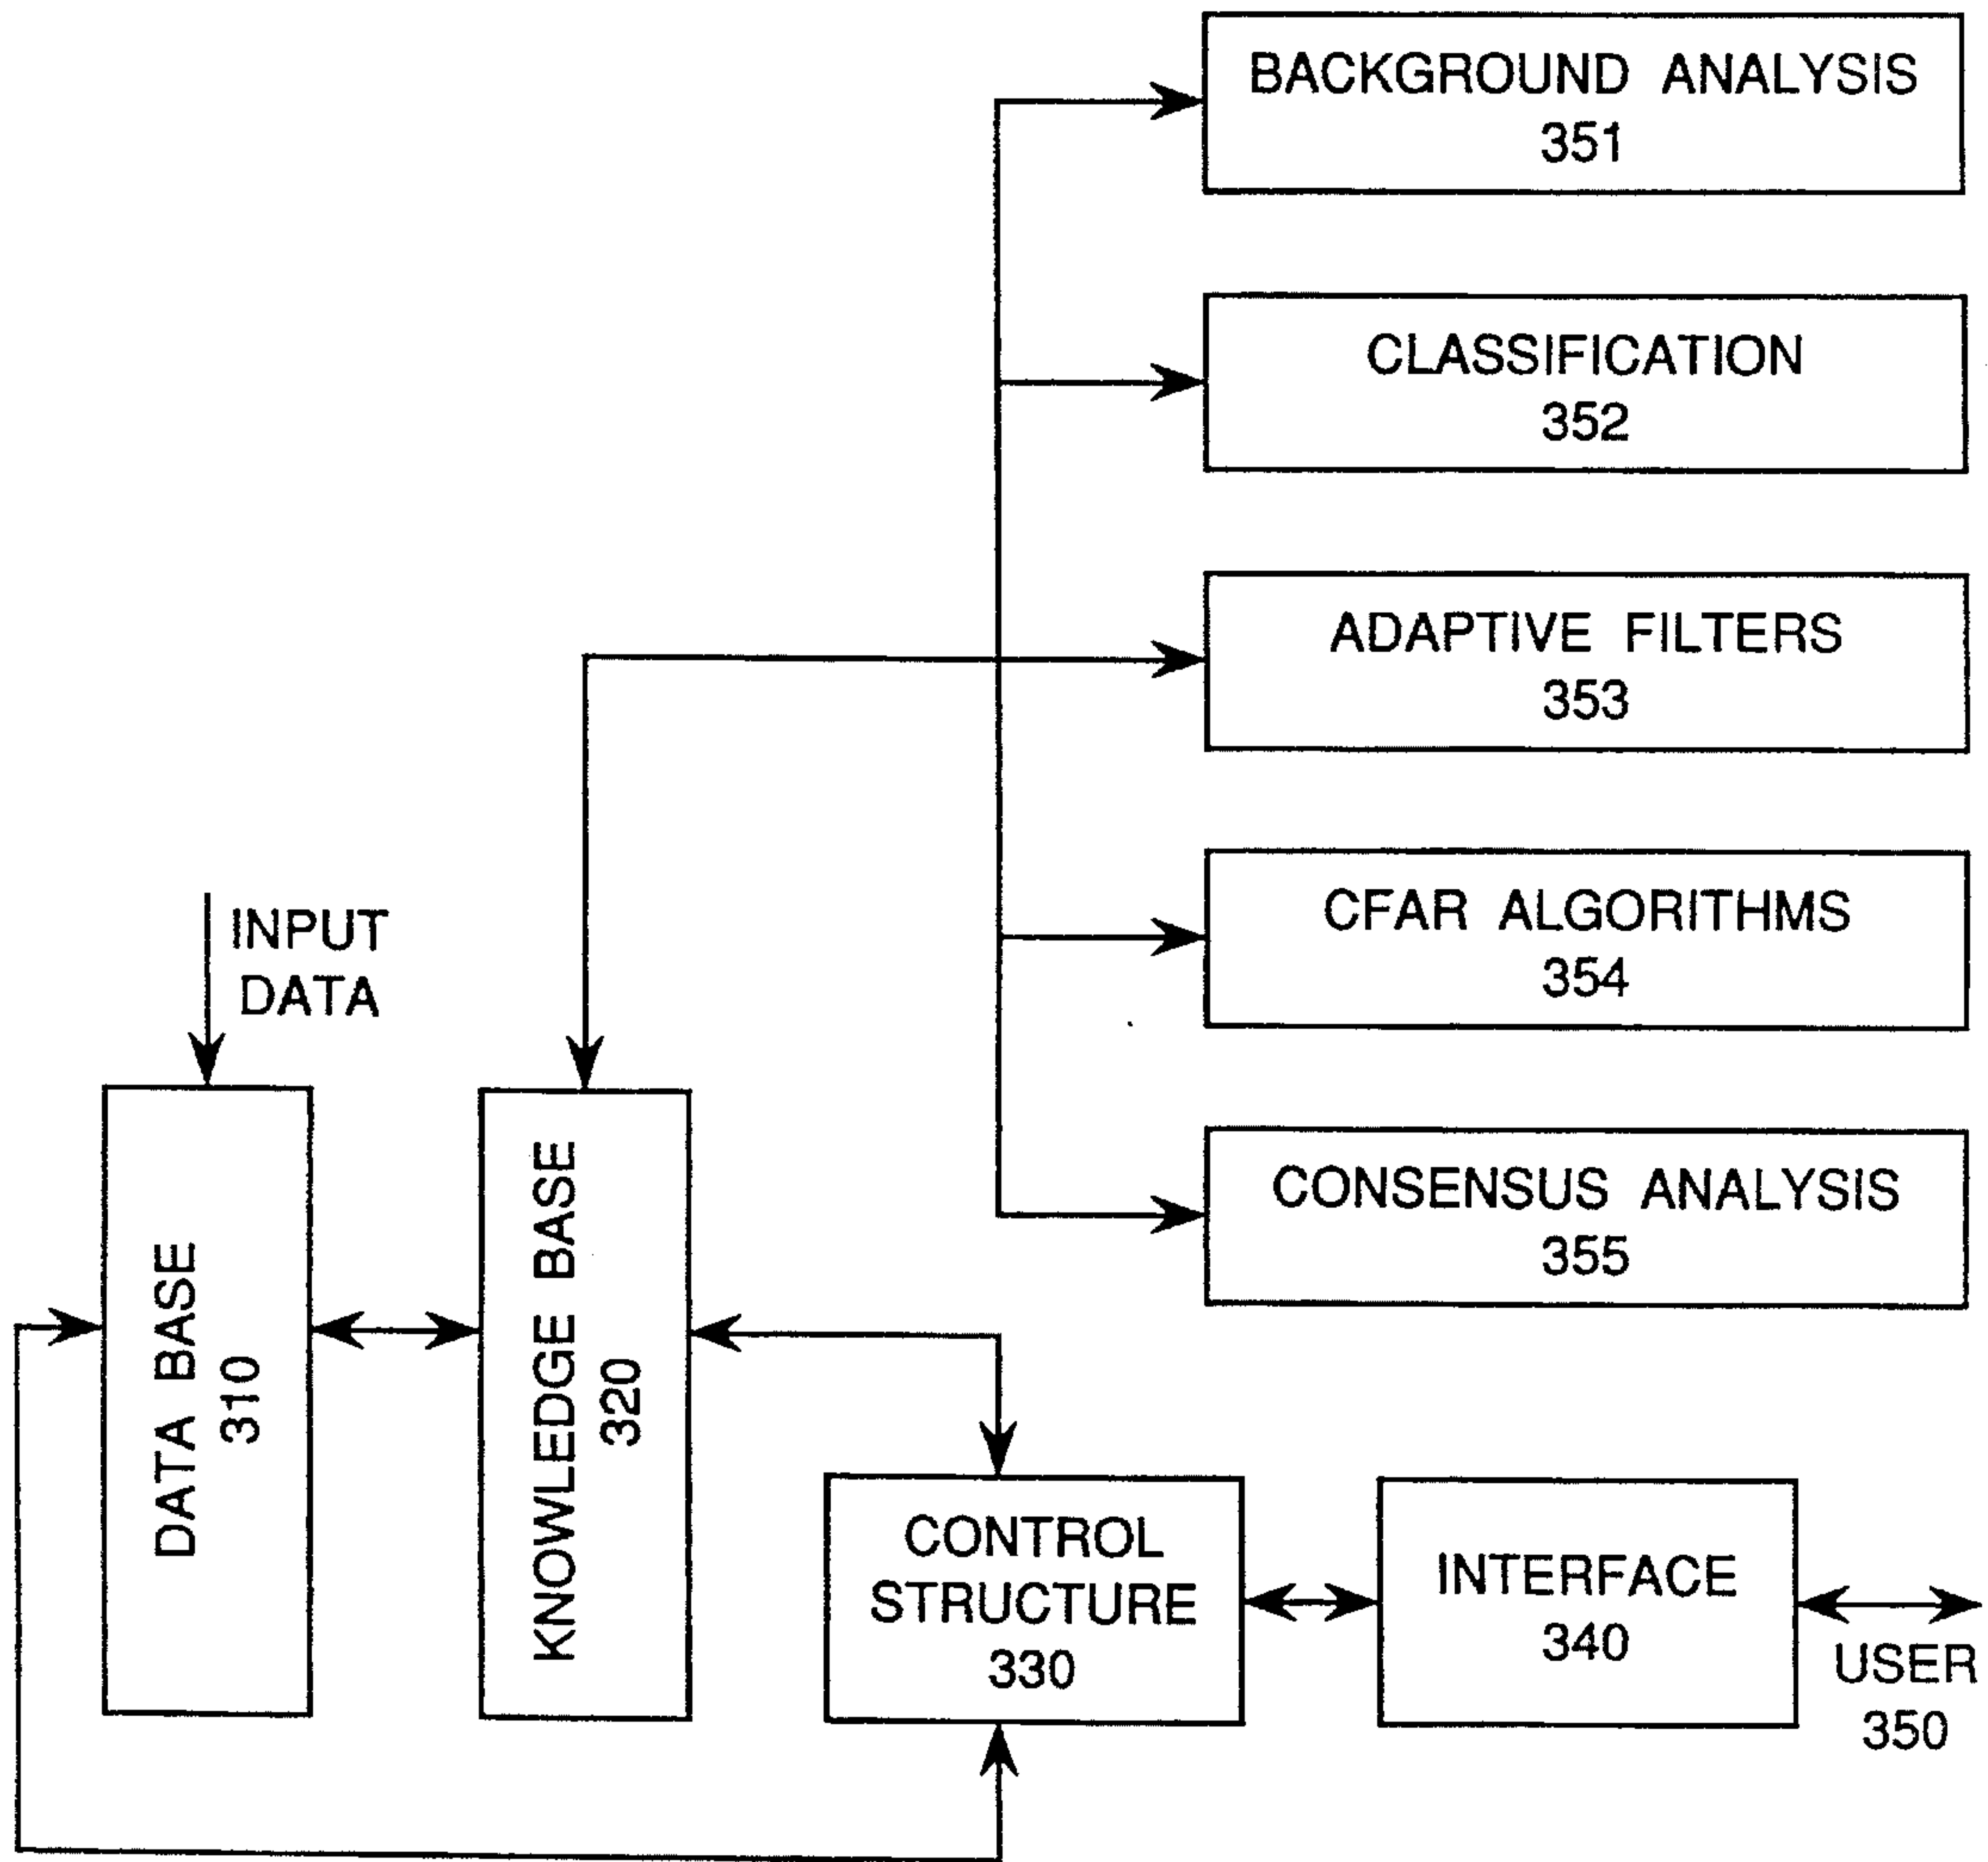 BACKGROUND ANALYSIS
351
CLASSIFICATION
352
ADAPTIVE FILTERS
353
CFAR ALGORITHMS
354
CONSENSUS ANALYSIS
355
INPUT
DATA
DATA BASE
310
KNOWLEDGE BASE
320
CONTROL
STRUCTURE
330
INTERFACE
340
USER
350